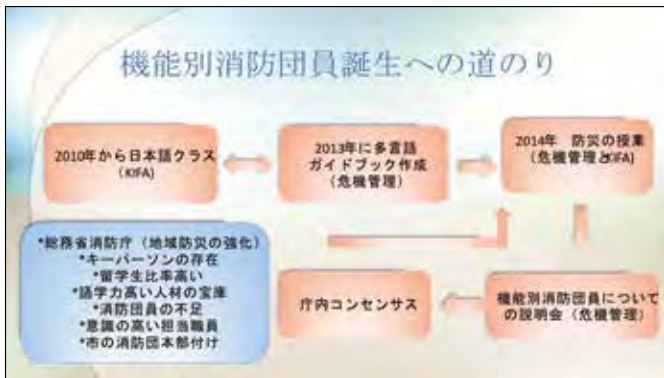 機能別消防団員誕生への道のり
2010年から日本語クラス
(KIFA)
2013年に多言語
ガイドブック作成
(危機管理)
2014年 防災の授業
(危機管理とKIFA)
*総務省消防庁(地域防災の強化)
*キーパーソンの存在
*留学生比率高い
*語学力高い人材の宝庫
*消防団員の不足
*意識の高い担当職員
*市の消防団本部付け
庁内コンセンサス
機能別消防団員について
の説明会(危機管理)